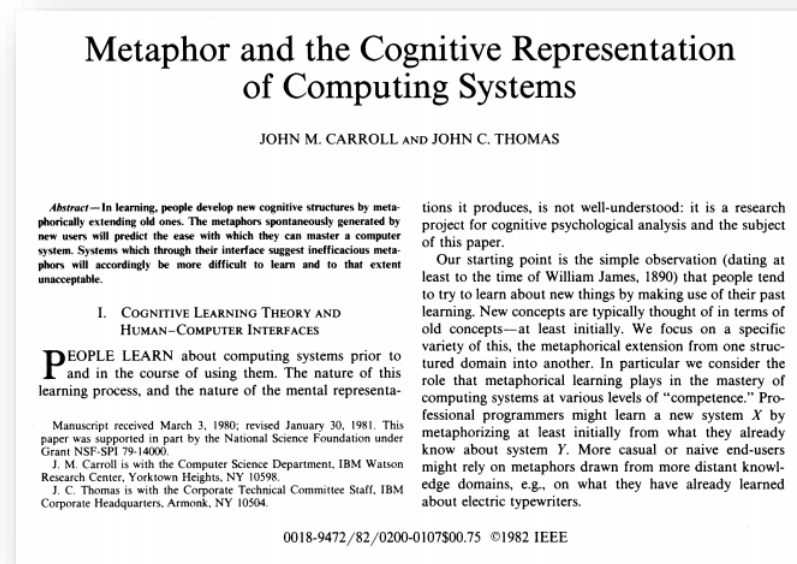 Metaphor and the Cognitive Representation
of Computing Systems
JOHN M. CARROLL AND JOHN C. THOMAS
Abstract—In learning, people develop new cognitive structures by meta-
phorically extending old ones. The metaphors spontaneously generated by
new users will predict the ease with which they can master a computer
system. Systems which through their interface suggest inefficacious meta-
phors will accordingly be more difficult to learn and to that extent
unacceptable.
I. COGNITIVE LEARNING THEORY AND
HUMAN–COMPUTER INTERFACES
PEOPLE LEARN about computing systems prior to
and in the course of using them. The nature of this
learning process, and the nature of the mental representa-
Manuscript received March 3, 1980; revised January 30, 1981. This
paper was supported in part by the National Science Foundation under
Grant NSF-SPI 79-14000.
J. M. Carroll is with the Computer Science Department, IBM Watson
Research Center, Yorktown Heights, NY 10598.
J. C. Thomas is with the Corporate Technical Committee Staff, IBM
Corporate Headquarters, Armonk, NY 10504.
tions it produces, is not well-understood: it is a research
project for cognitive psychological analysis and the subject
of this paper.
Our starting point is the simple observation (dating at
least to the time of William James, 1890) that people tend
to try to learn about new things by making use of their past
learning. New concepts are typically thought of in terms of
old concepts—at least initially. We focus on a specific
variety of this, the metaphorical extension from one struc-
tured domain into another. In particular we consider the
role that metaphorical learning plays in the mastery of
computing systems at various levels of “competence.” Pro-
fessional programmers might learn a new system X by
metaphorizing at least initially from what they already
know about system Y. More casual or naive end-users
might rely on metaphors drawn from more distant knowl-
edge domains, e.g., on what they have already learned
about electric typewriters.
0018-9472/82/0200-0107$00.75 ©1982 IEEE